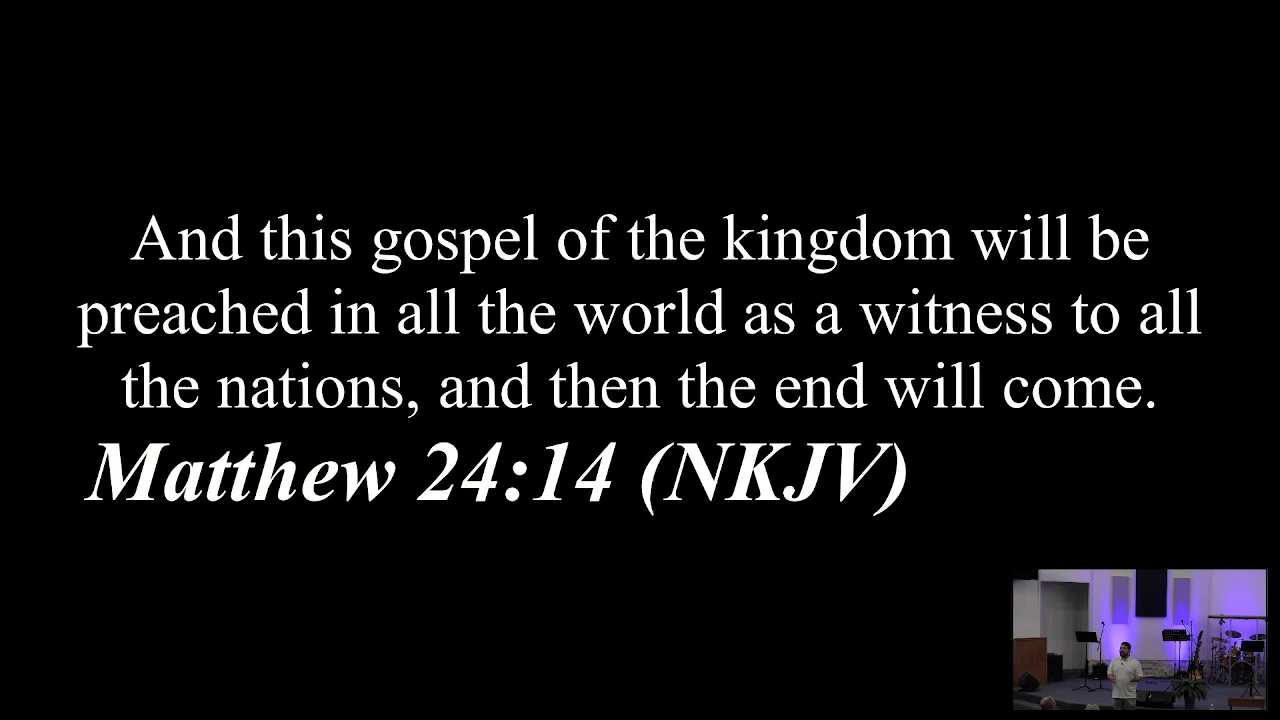 And this gospel of the kingdom will be
preached in all the world as a witness to all
the nations, and then the end will come.
Matthew 24:14 (NKJV)